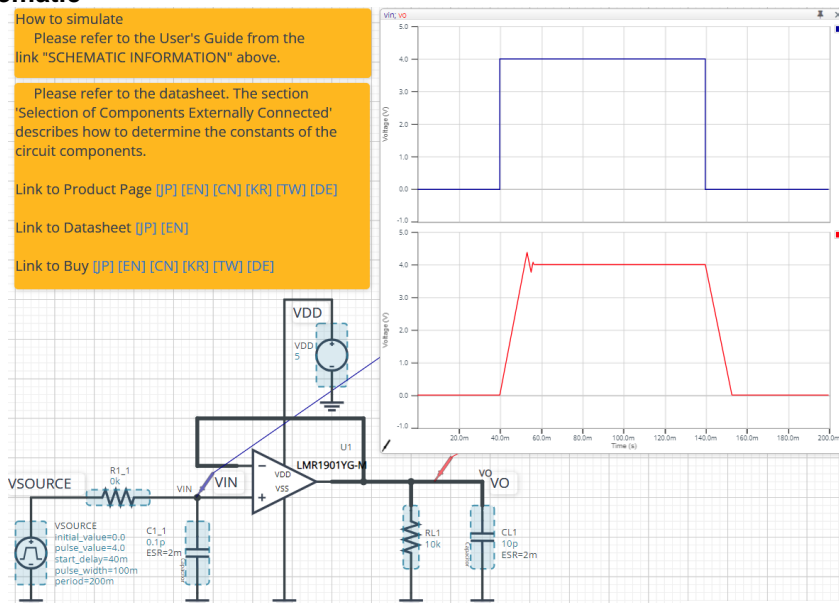 ematic
How to simulate
Please refer to the User's Guide from the
link "SCHEMATIC INFORMATION" above.
Please refer to the datasheet. The section
'Selection of Components Externally Connected'
describes how to determine the constants of the
circuit components.
Link to Product Page [JP] [EN] [CN] [KR] [TW] [DE]
Link to Datasheet [JP] [EN]
Link to Buy [JP] [EN] [CN] [KR] [TW] [DE]
vin; vo
5.0
4.0
3.0
2.0
1.0
0.0
-1.0
Voltage (V)
5.0
4.0
3.0
2.0
1.0
0.0
-1.0
Voltage (V)
20.0m 40.0m 60.0m 80.0m 100.0m 120.0m 140.0m 160.0m 180.0m 200.0m
Time (s)
VDD
VDD
5
U1
LMR1901YG-M
VDD
VSS
VSOURCE
R1_1
0k
VIN
VIN
VO
VO
VSOURCE
initial_value=0.0
pulse_value=4.0
start_delay=40m
pulse_width=100m
period=200m
C1_1
0.1p
ESR=2m
RL1
10k
CL1
10p
ESR=2m